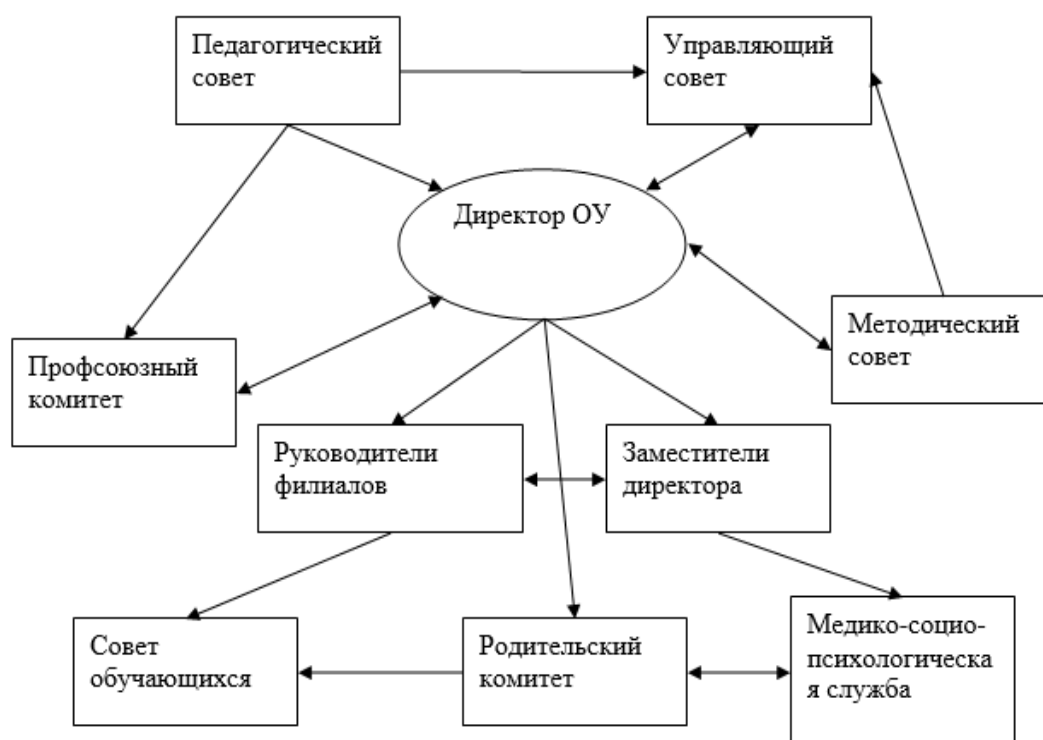 Педагогический
совет
Управляющий
совет
Директор ОУ
Методический
совет
Профсоюзный
комитет
Руководители
филиалов
Заместители
директора
Совет
обучающихся
Родительский
комитет
Медико-социо-
психологическа
я служба